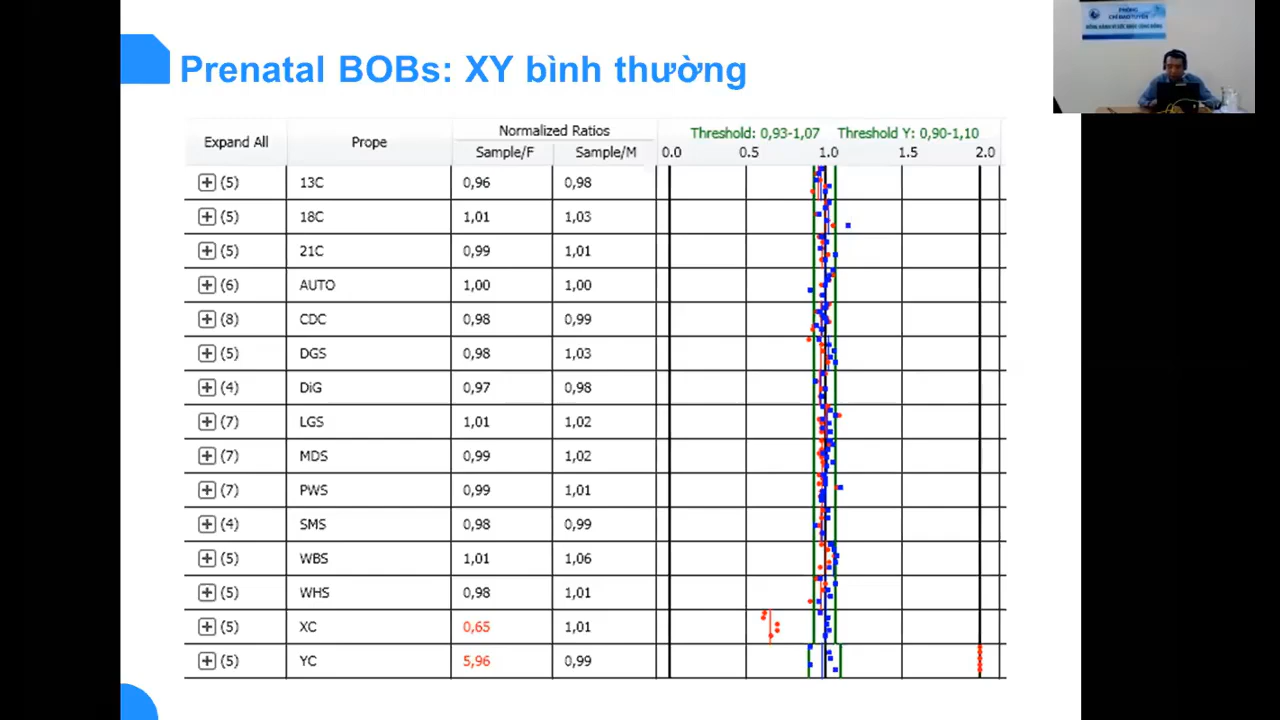 PHÒNG
CHỈ ĐẠO TUYẾN
Prenatal BOBs: XY bình thường
Expand All Prope Normalized Ratios Threshold: 0,93-1,07 Threshold Y: 0,90-1,10
Sample/F Sample/M 0.0 0.5 1.0 1.5 2.0
(5) 13C 0,96 0,98
(5) 18C 1,01 1,03
(5) 21C 0,99 1,01
(6) AUTO 1,00 1,00
(8) CDC 0,98 0,99
(5) DGS 0,98 1,03
(4) DiG 0,97 0,98
(7) LGS 1,01 1,02
(7) MDS 0,99 1,02
(7) PWS 0,99 1,01
(4) SMS 0,98 0,99
(5) WBS 1,01 1,06
(5) WHS 0,98 1,01
(5) XC 0,65 1,01
(5) YC 5,96 0,99